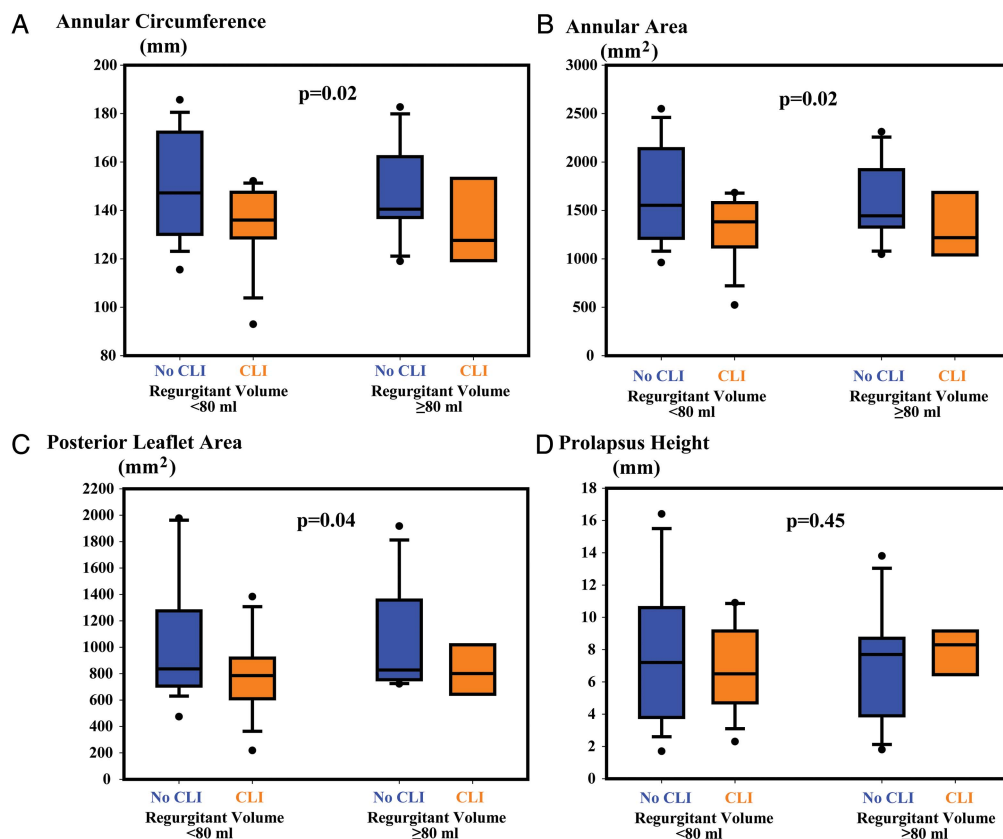 A Annular Circumference
(mm)
200
180
160
140
120
100
80
p=0.02
No CLI CLI No CLI CLI
Regurgitant Volume Regurgitant Volume
<80 ml ≥80 ml
B Annular Area
(mm²)
3000
2500
2000
1500
1000
500
0
p=0.02
No CLI CLI No CLI CLI
Regurgitant Volume Regurgitant Volume
<80 ml ≥80 ml
C Posterior Leaflet Area
(mm²)
2200
2000
1800
1600
1400
1200
1000
800
600
400
200
0
p=0.04
No CLI CLI No CLI CLI
Regurgitant Volume Regurgitant Volume
<80 ml ≥80 ml
D Prolapsus Height
(mm)
18
16
14
12
10
8
6
4
2
0
p=0.45
No CLI CLI No CLI CLI
Regurgitant Volume Regurgitant Volume
<80 ml ≥80 ml